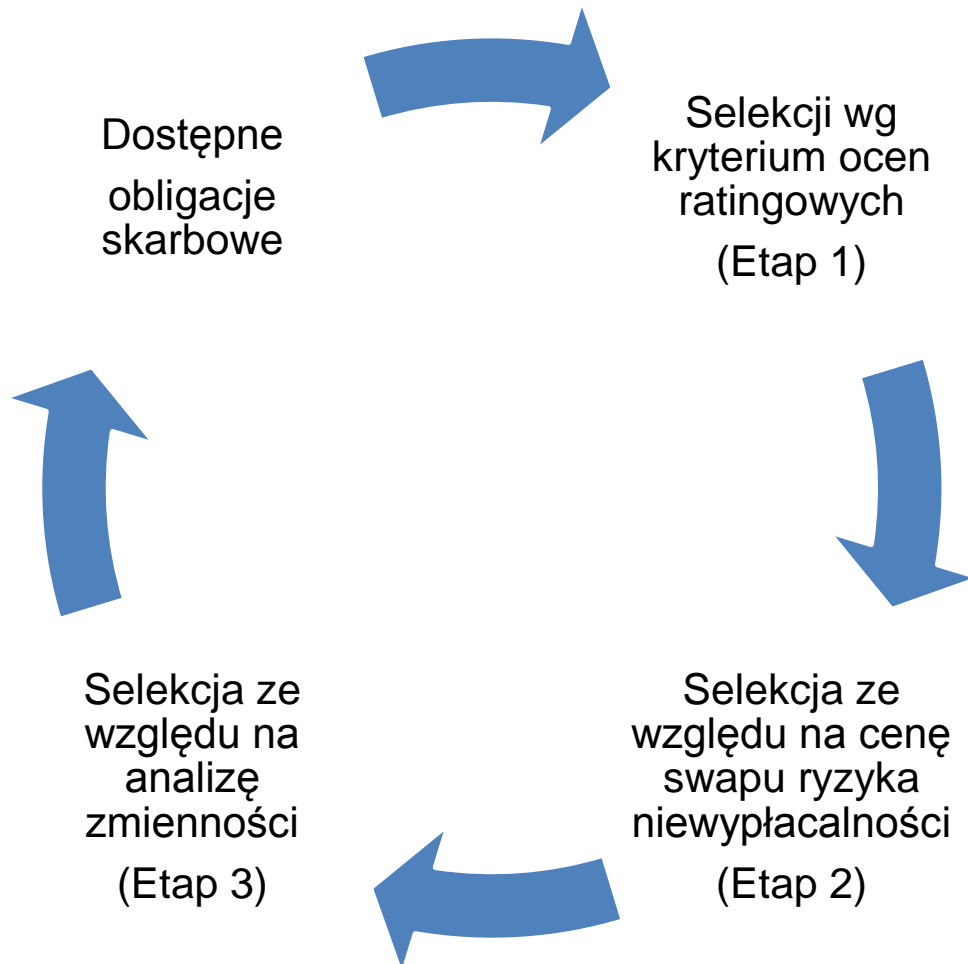 Dostępne
obligacje
skarbowe
Selekcji wg
kryterium ocen
ratingowych
(Etap 1)
Selekcja ze
względu na cenę
swapu ryzyka
niewypłacalności
(Etap 2)
Selekcja ze
względu na
analizę
zmienności
(Etap 3)